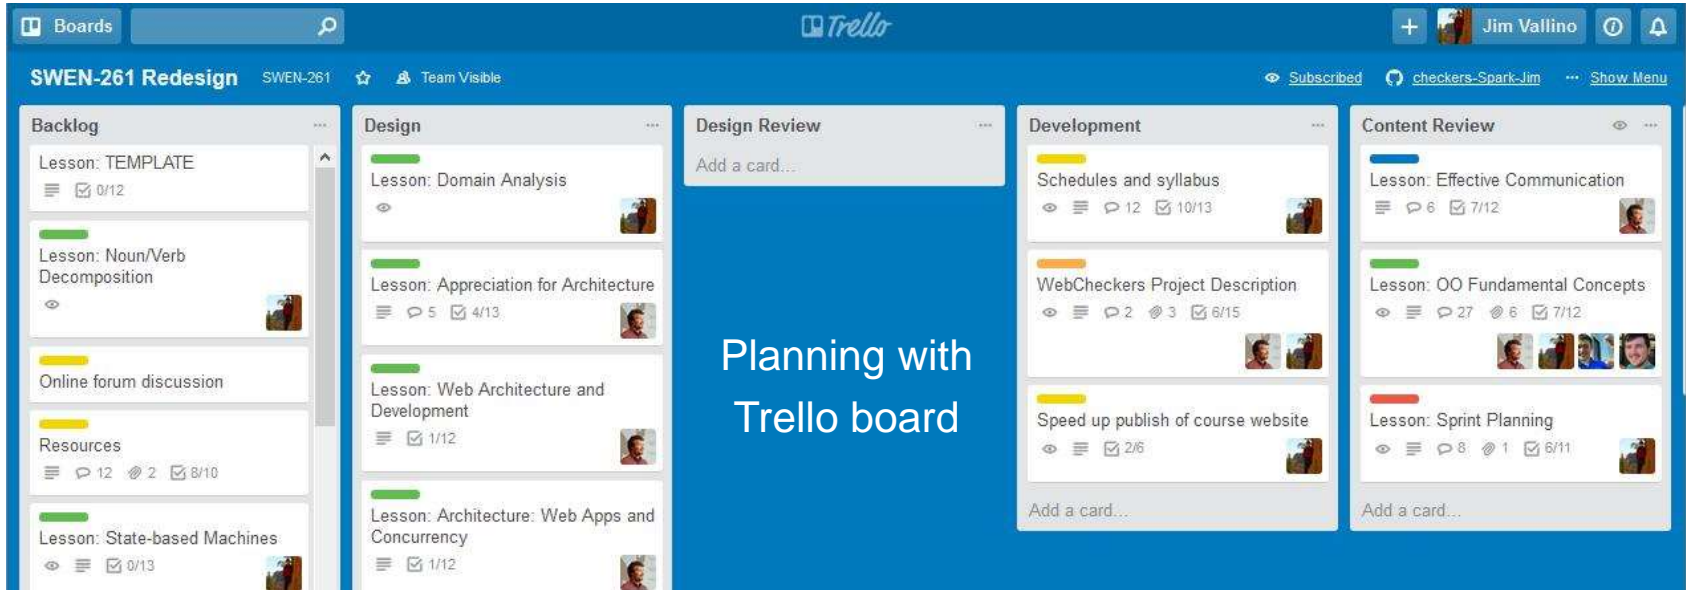 Boards
Trello
Jim Vallino
SWEN-261 Redesign
SWEN-261
Team Visible
Subscribed
checkers-Spark-Jim
Show Menu
Backlog
Lesson: TEMPLATE
0/12
Lesson: Noun/Verb
Decomposition
Online forum discussion
Resources
12 2 8/10
Lesson: State-based Machines
0/13
Design
Lesson: Domain Analysis
Lesson: Appreciation for Architecture
5 4/13
Lesson: Web Architecture and
Development
1/12
Lesson: Architecture: Web Apps and
Concurrency
1/12
Design Review
Add a card...
Planning with
Trello board
Development
Schedules and syllabus
12 10/13
WebCheckers Project Description
2 3 6/15
Speed up publish of course website
2/6
Add a card...
Content Review
Lesson: Effective Communication
6 7/12
Lesson: OO Fundamental Concepts
27 6 7/12
Lesson: Sprint Planning
8 1 6/11
Add a card...